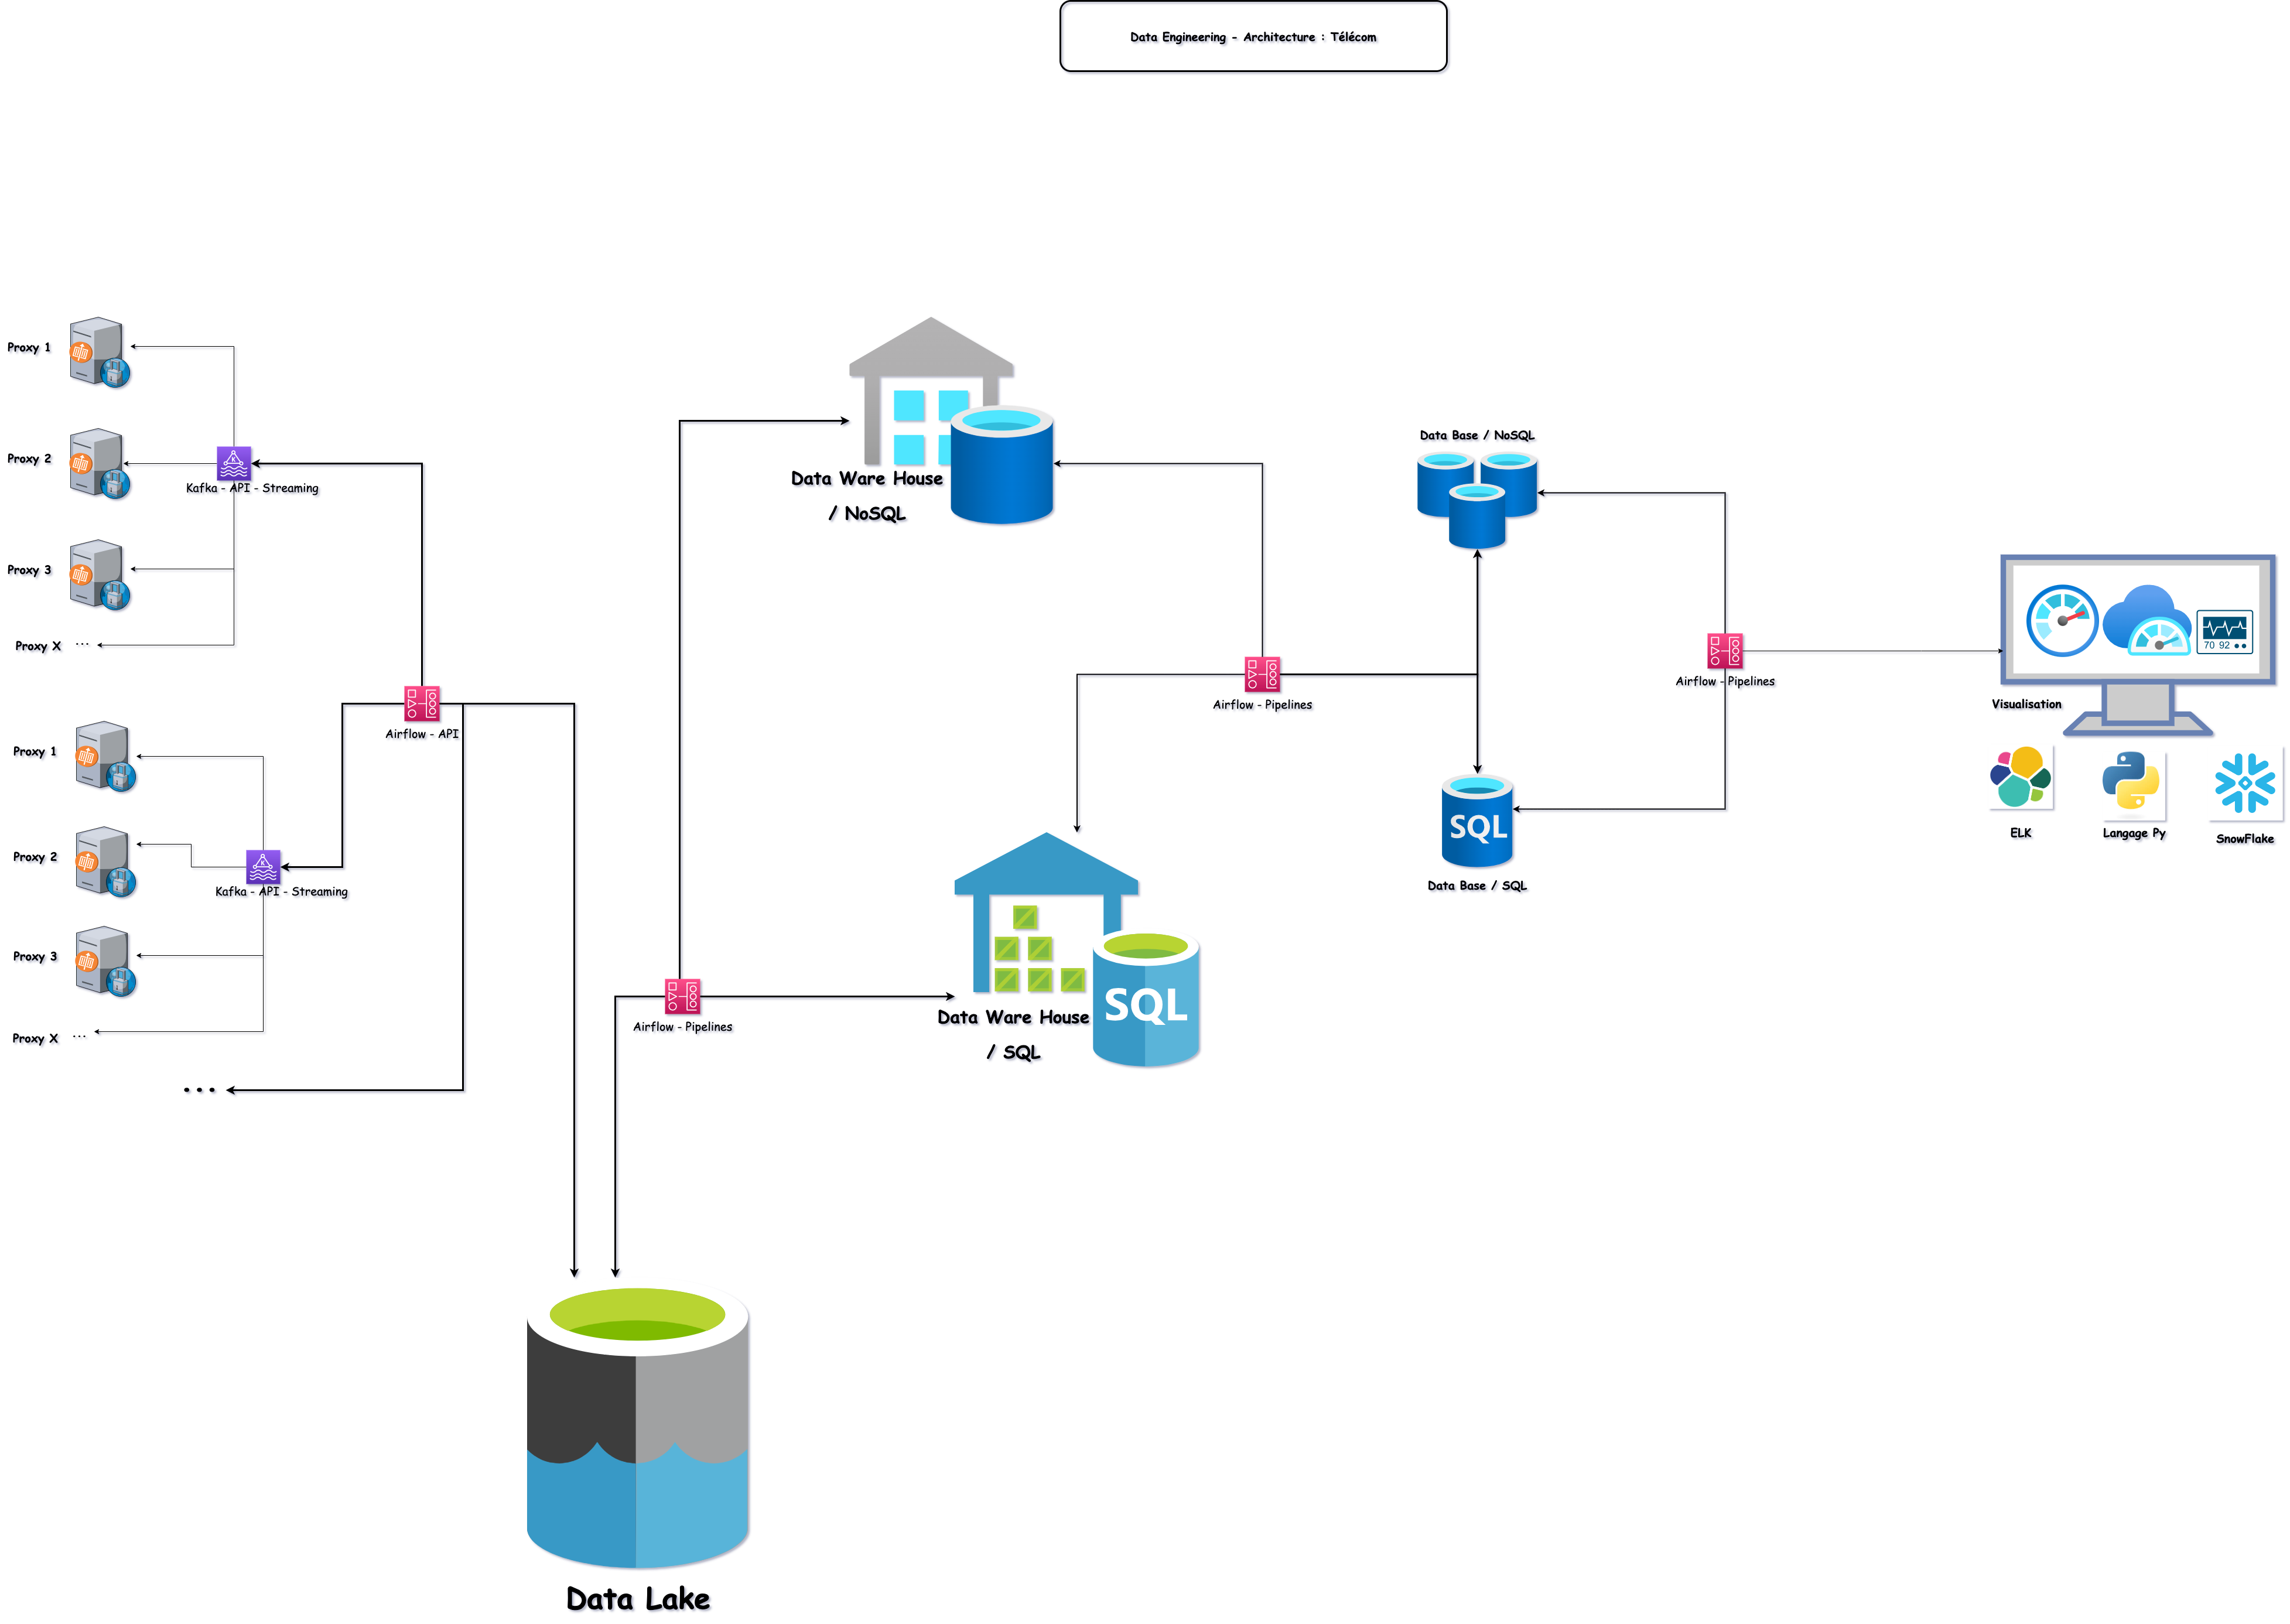 Data Engineering - Architecture : Télécom
Proxy 1
Proxy 2
Kafka - API - Streaming
Proxy 3
Proxy X ...
Airflow - API
Proxy 1
Proxy 2
Kafka - API - Streaming
Proxy 3
Proxy X ...
...
Data Ware House
/ NoSQL
Airflow - Pipelines
Data Ware House
/ SQL
SQL
Data Lake
Airflow - Pipelines
Data Base / NoSQL
SQL
Data Base / SQL
Airflow - Pipelines
70 92
Visualisation
ELK
Langage Py
SnowFlake